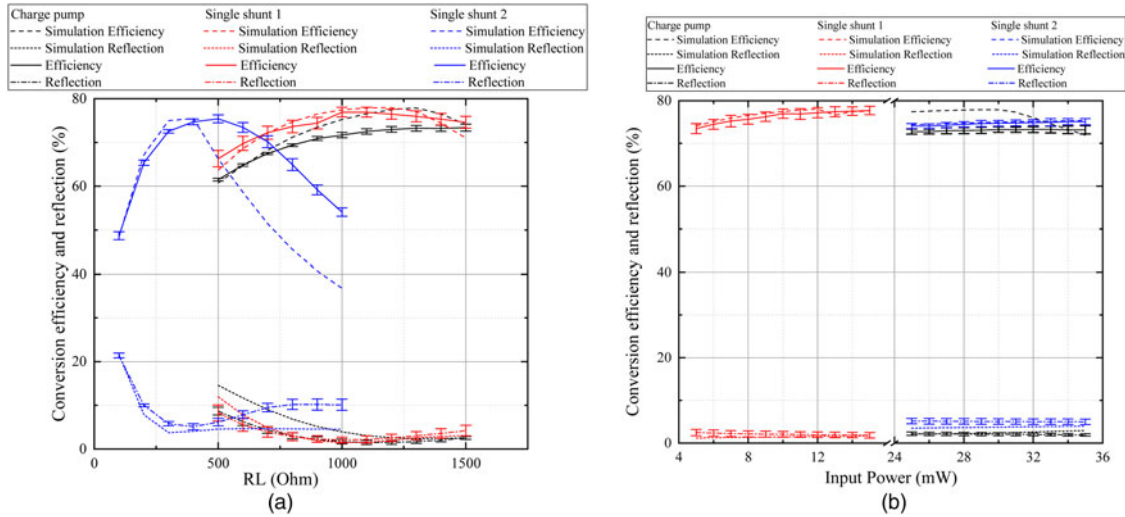 Charge pump Single shunt 1 Single shunt 2
Simulation Efficiency Simulation Efficiency Simulation Efficiency
Simulation Reflection Simulation Reflection Simulation Reflection
Efficiency Efficiency Efficiency
Reflection Reflection Reflection
80
60
40
20
0
0 500 1000 1500
Conversion efficiency and reflection (%)
RL (Ohm)
(a)
Charge pump Single shunt 1 Single shunt 2
Simulation Efficiency Simulation Efficiency Simulation Efficiency
Simulation Reflection Simulation Reflection Simulation Reflection
Efficiency Efficiency Efficiency
Reflection Reflection Reflection
80
60
40
20
0
4 8 12 24 28 32 36
Conversion efficiency and reflection (%)
Input Power (mW)
(b)